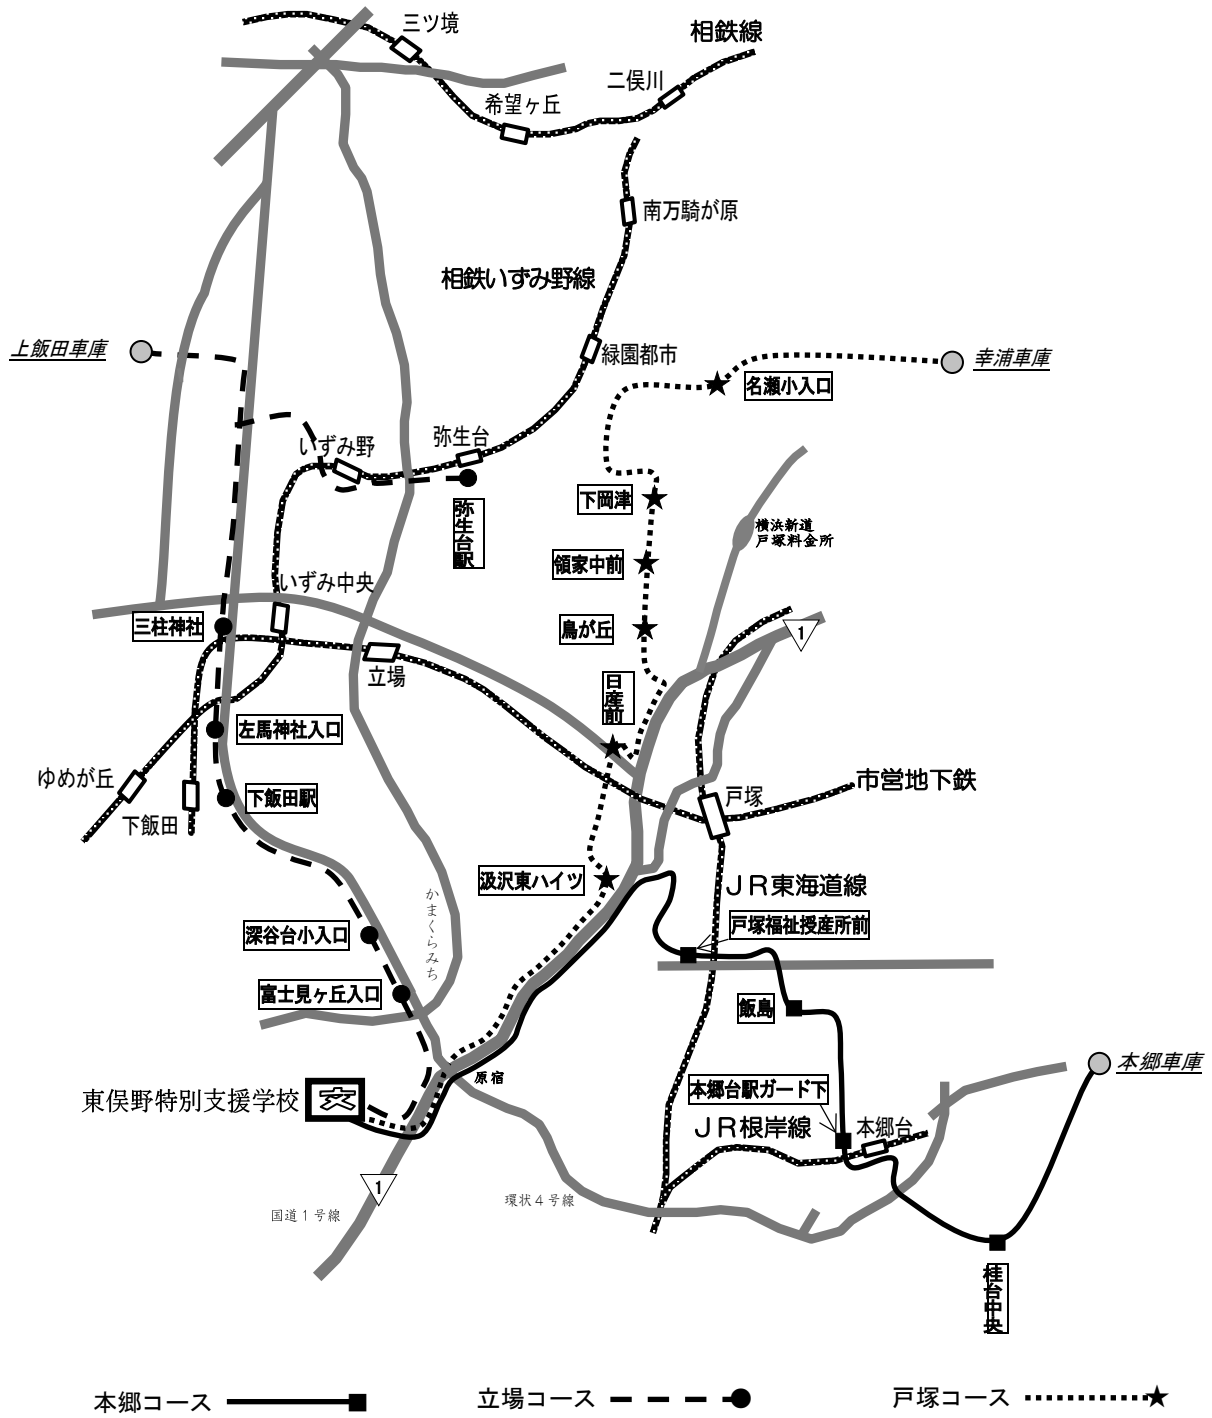 三ツ境
相鉄線
二俣川
希望ヶ丘
南万騎が原
相鉄いずみ野線
上飯田車庫
緑園都市
幸浦車庫
名瀬小入口
いずみ野
弥生台
下岡津
弥生台駅
横浜新道
戸塚料金所
領家中前
いずみ中央
三柱神社
鳥が丘
1
立場
日産前
左馬神社入口
ゆめが丘
市営地下鉄
下飯田駅
戸塚
下飯田
汲沢東ハイツ
JR東海道線
かまくらみち
戸塚福祉授産所前
深谷台小入口
富士見ヶ丘入口
飯島
本郷車庫
原宿
東俣野特別支援学校
文
本郷台駅ガード下
JR根岸線
本郷台
1
国道1号線
環状4号線
桂台中央
本郷コース
立場コース
戸塚コース